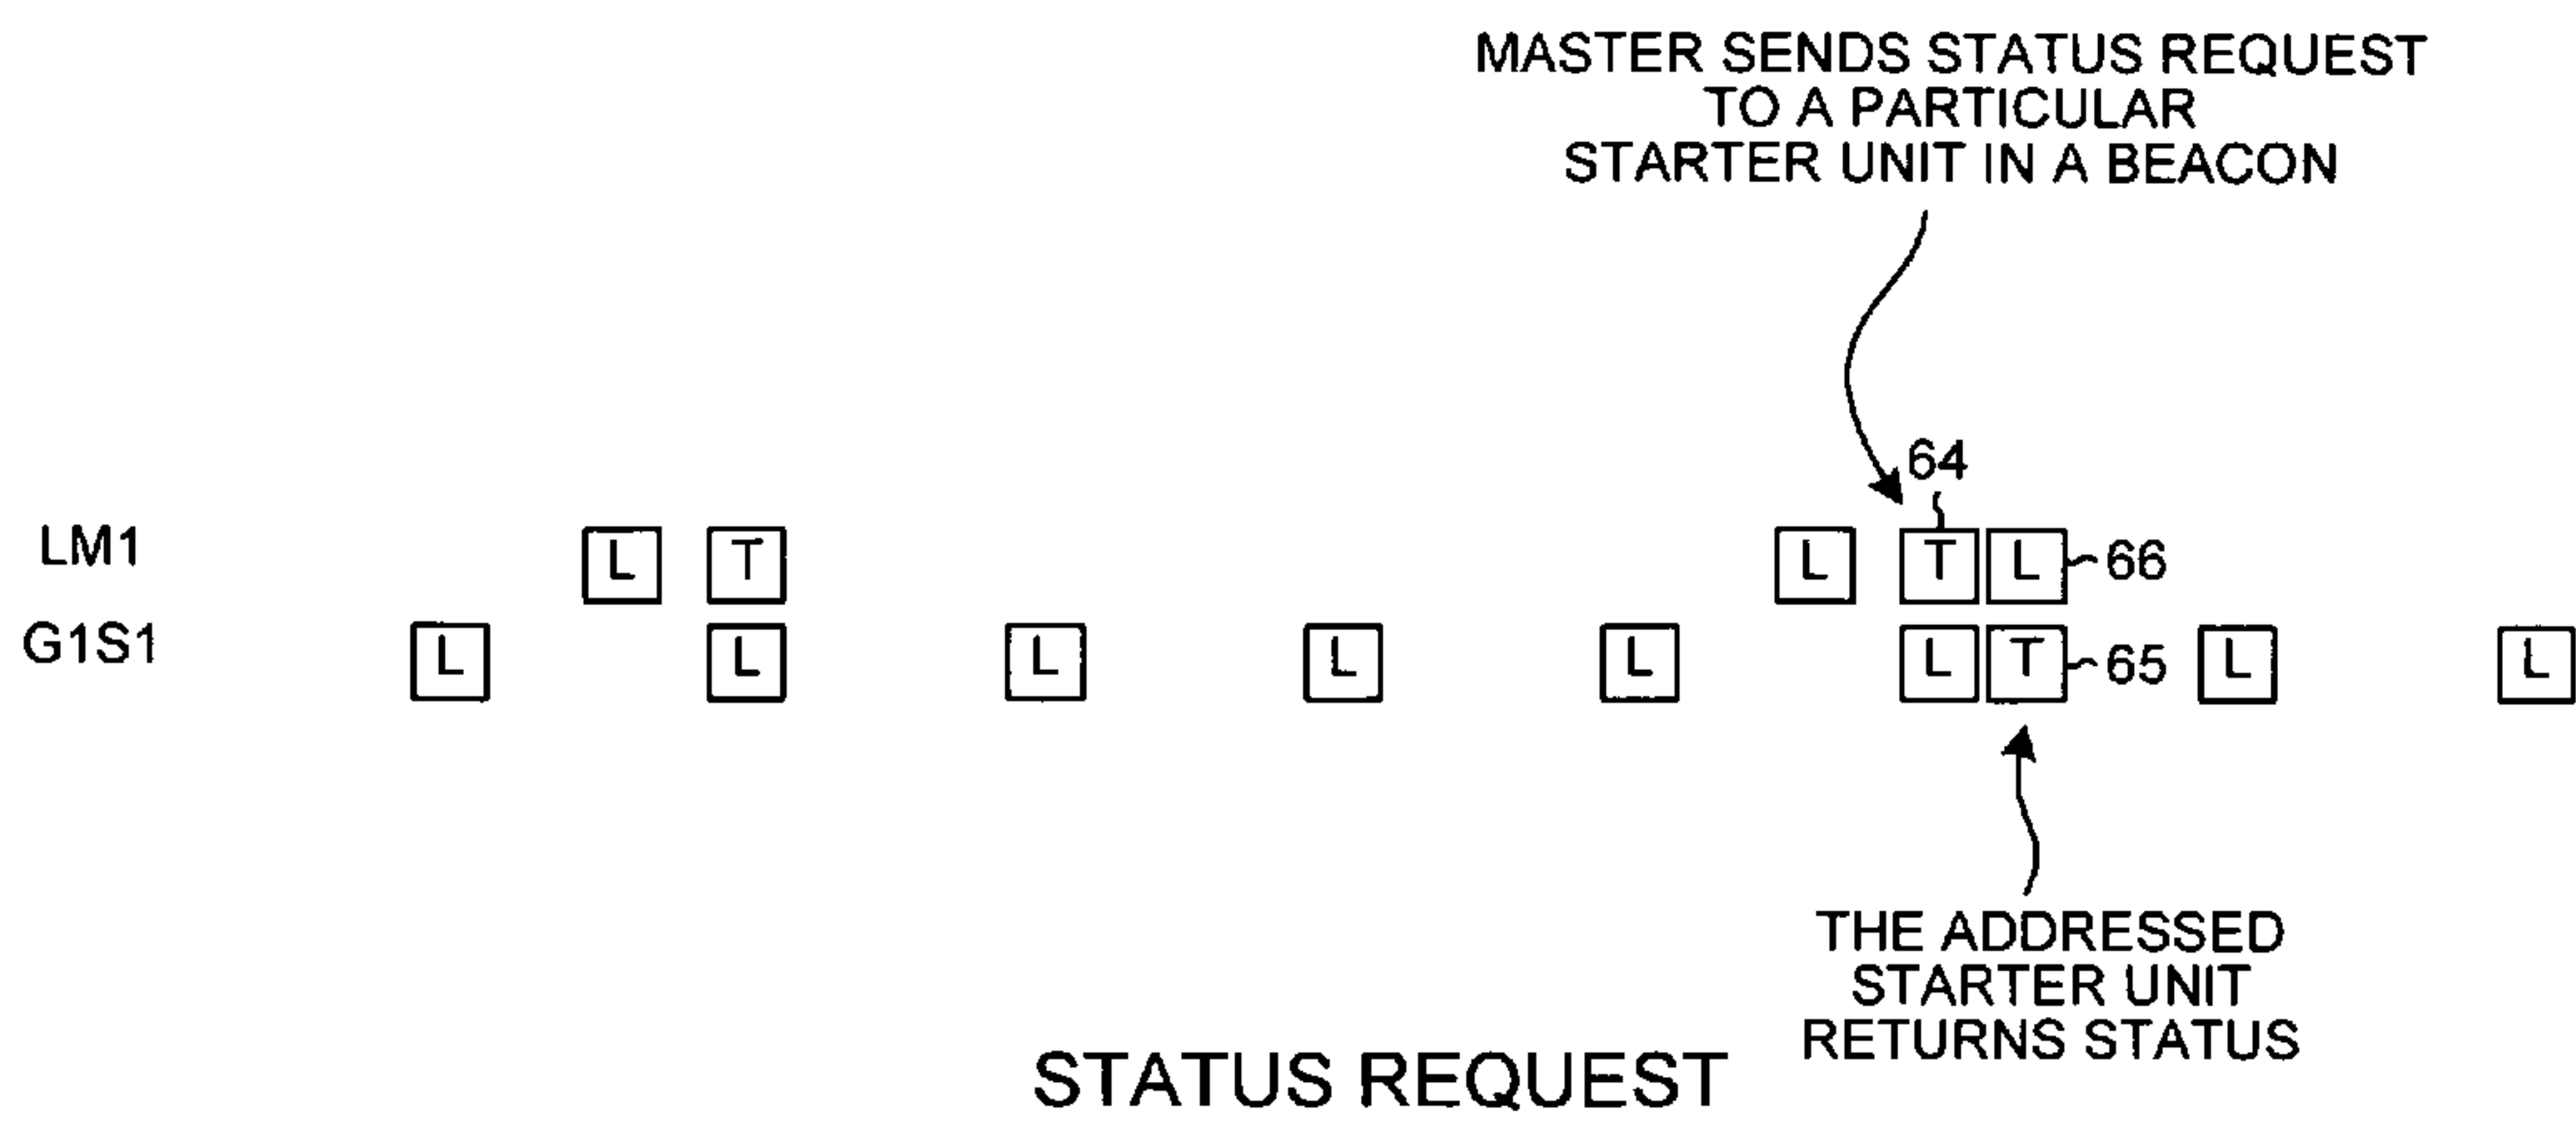 MASTER SENDS STATUS REQUEST
TO A PARTICULAR
STARTER UNIT IN A BEACON
64
LM1 L T L T L 66
G1S1 L L L L L L T 65 L L
THE ADDRESSED
STARTER UNIT
RETURNS STATUS
STATUS REQUEST